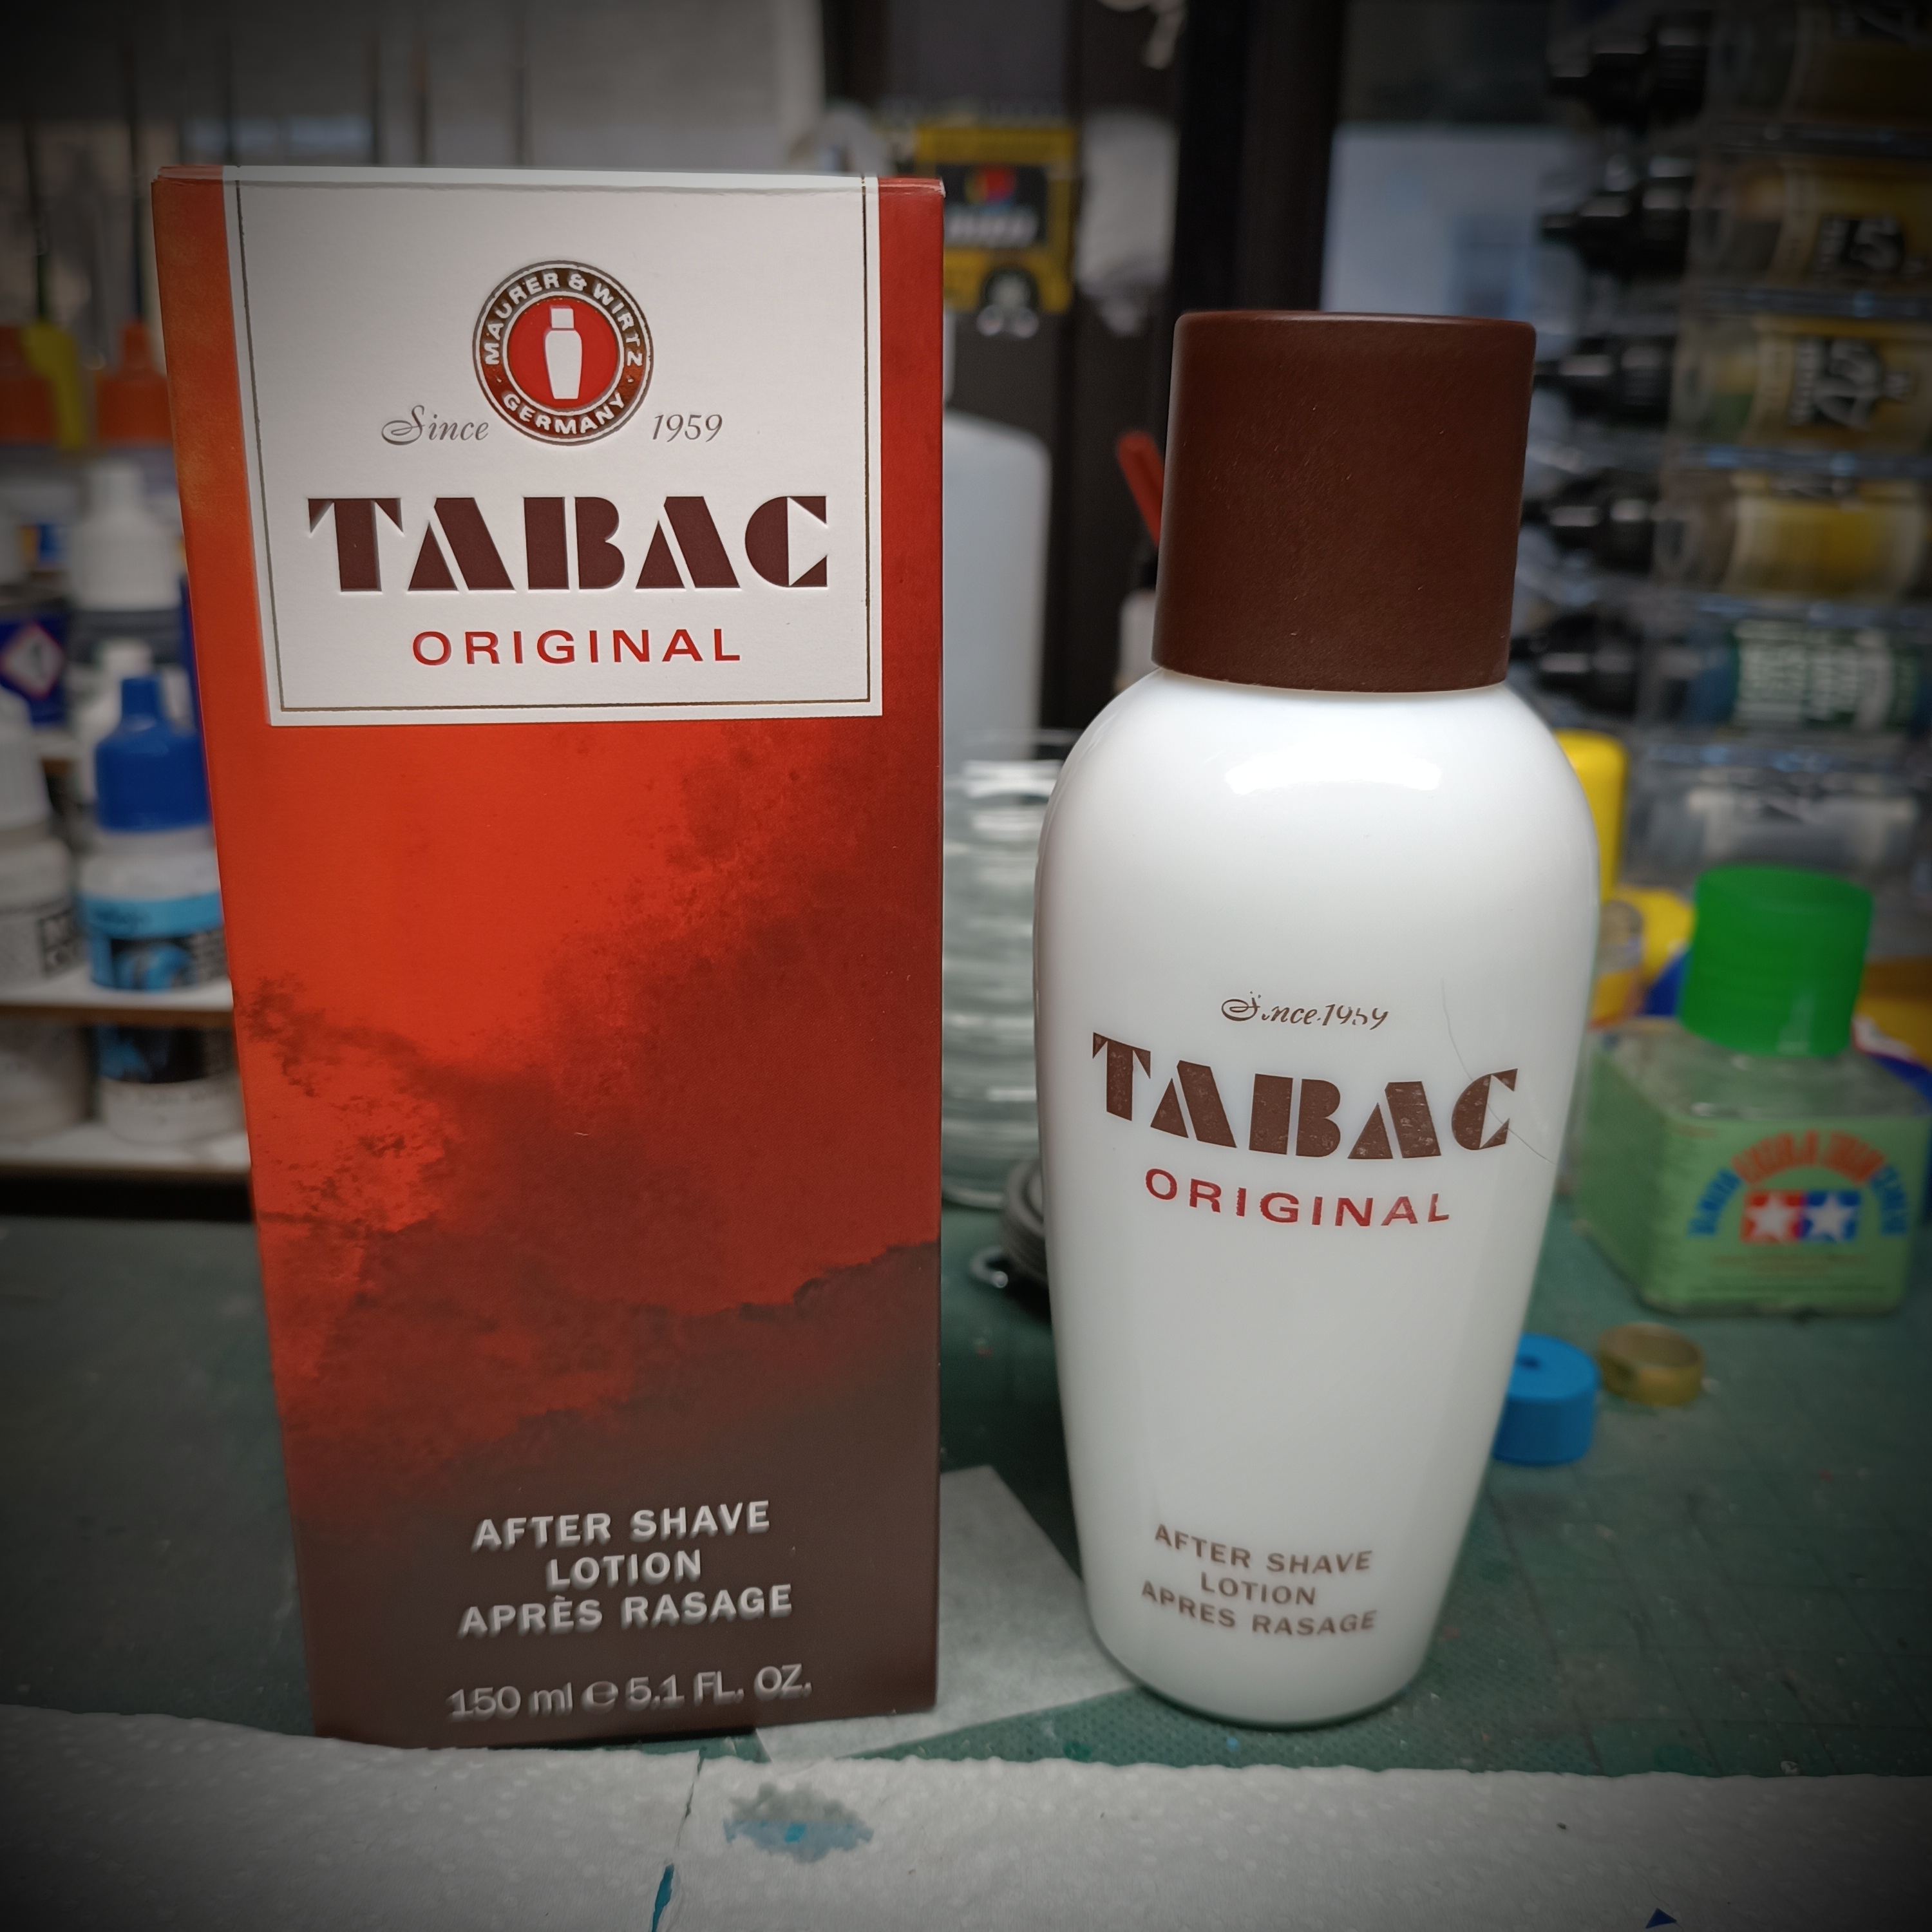 MAURER & WIRTZ
GERMANY
Since 1959
TABAC
ORIGINAL
AFTER SHAVE
LOTION
APRÈS RASAGE
150 ml ℮ 5.1 FL. OZ.
Since 1959
TABAC
ORIGINAL
AFTER SHAVE
LOTION
APRES RASAGE